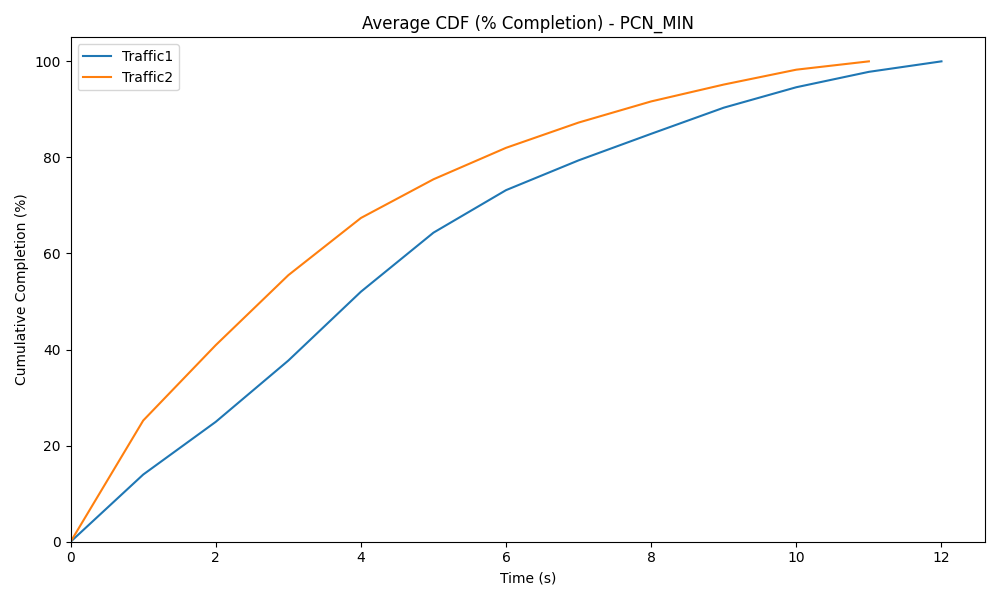 Average CDF (% Completion) - PCN_MIN
Traffic1
Traffic2
Cumulative Completion (%)
100
80
60
40
20
0
0 2 4 6 8 10 12
Time (s)